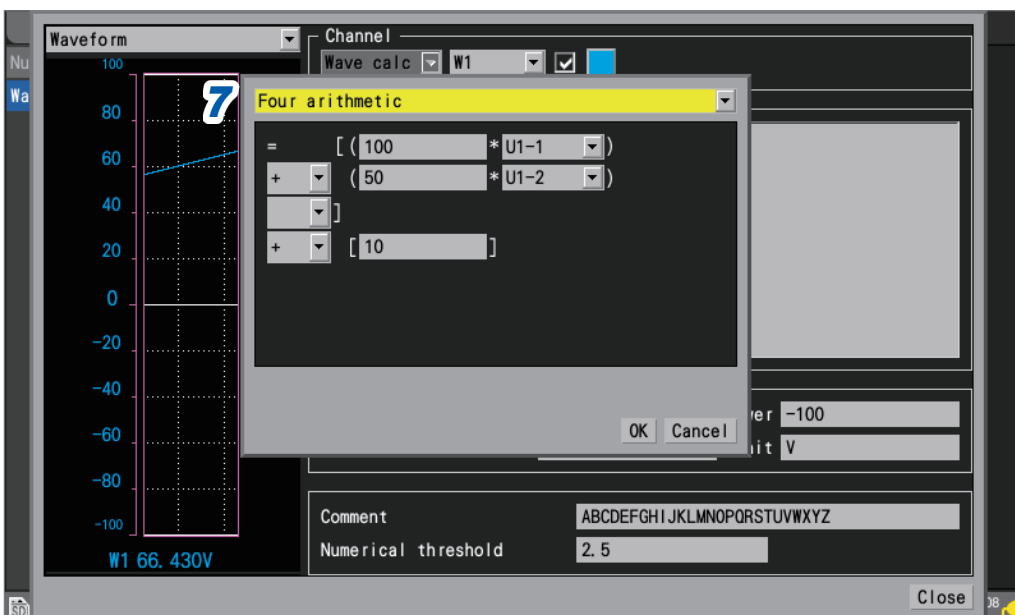 Waveform
Channel
Nu
Wave calc W1
Wa
100
80
60
40
20
0
-20
-40
-60
-80
-100
W1 66.430V
7
Four arithmetic
= [( 100 * U1-1 )
+ ( 50 * U1-2 )
]
+ [ 10 ]
OK Cancel
er -100
it V
Comment ABCDEFGHIJKLMNOPQRSTUVWXYZ
Numerical threshold 2.5
Close
SD
08